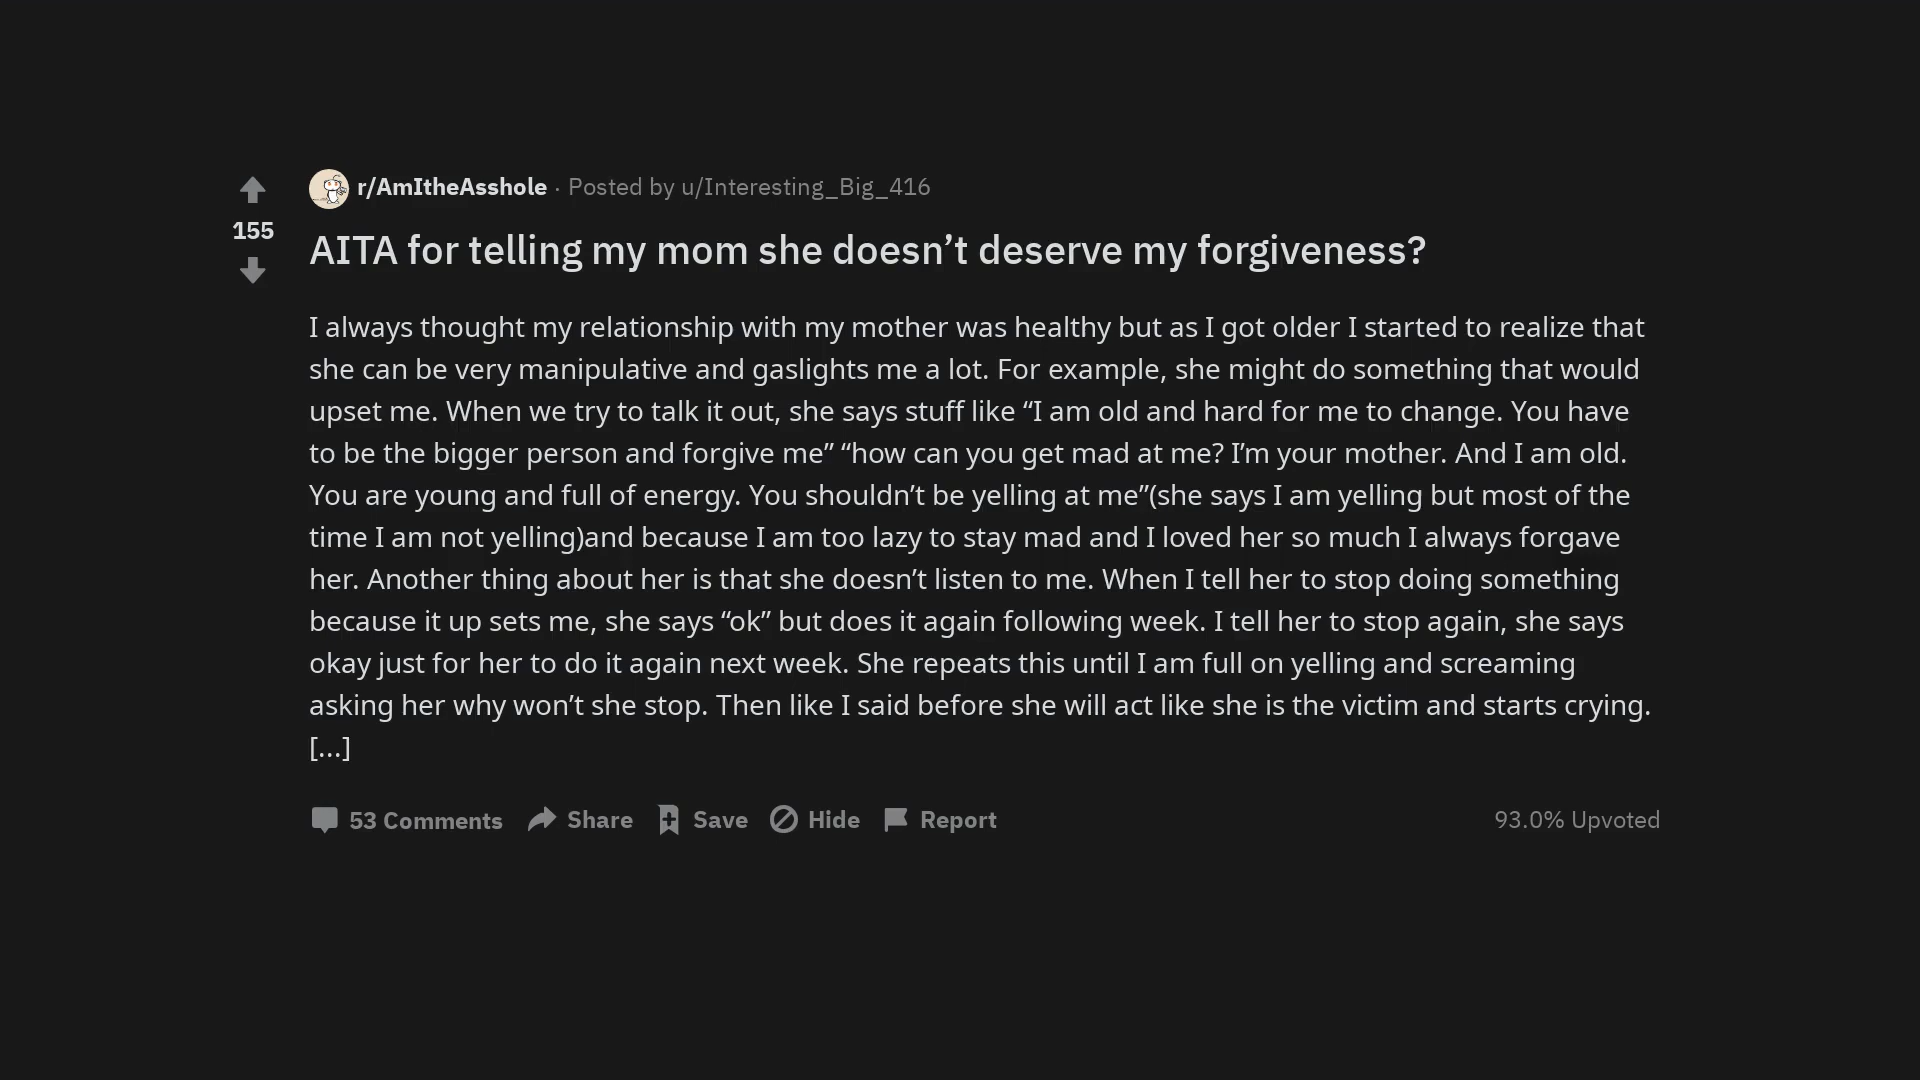 r/AmItheAsshole · Posted by u/Interesting_Big_416
155
AITA for telling my mom she doesn’t deserve my forgiveness?
I always thought my relationship with my mother was healthy but as I got older I started to realize that
she can be very manipulative and gaslights me a lot. For example, she might do something that would
upset me. When we try to talk it out, she says stuff like “I am old and hard for me to change. You have
to be the bigger person and forgive me” “how can you get mad at me? I’m your mother. And I am old.
You are young and full of energy. You shouldn’t be yelling at me”(she says I am yelling but most of the
time I am not yelling)and because I am too lazy to stay mad and I loved her so much I always forgave
her. Another thing about her is that she doesn’t listen to me. When I tell her to stop doing something
because it up sets me, she says “ok” but does it again following week. I tell her to stop again, she says
okay just for her to do it again next week. She repeats this until I am full on yelling and screaming
asking her why won’t she stop. Then like I said before she will act like she is the victim and starts crying.
[...]
53 Comments Share Save Hide Report 93.0% Upvoted